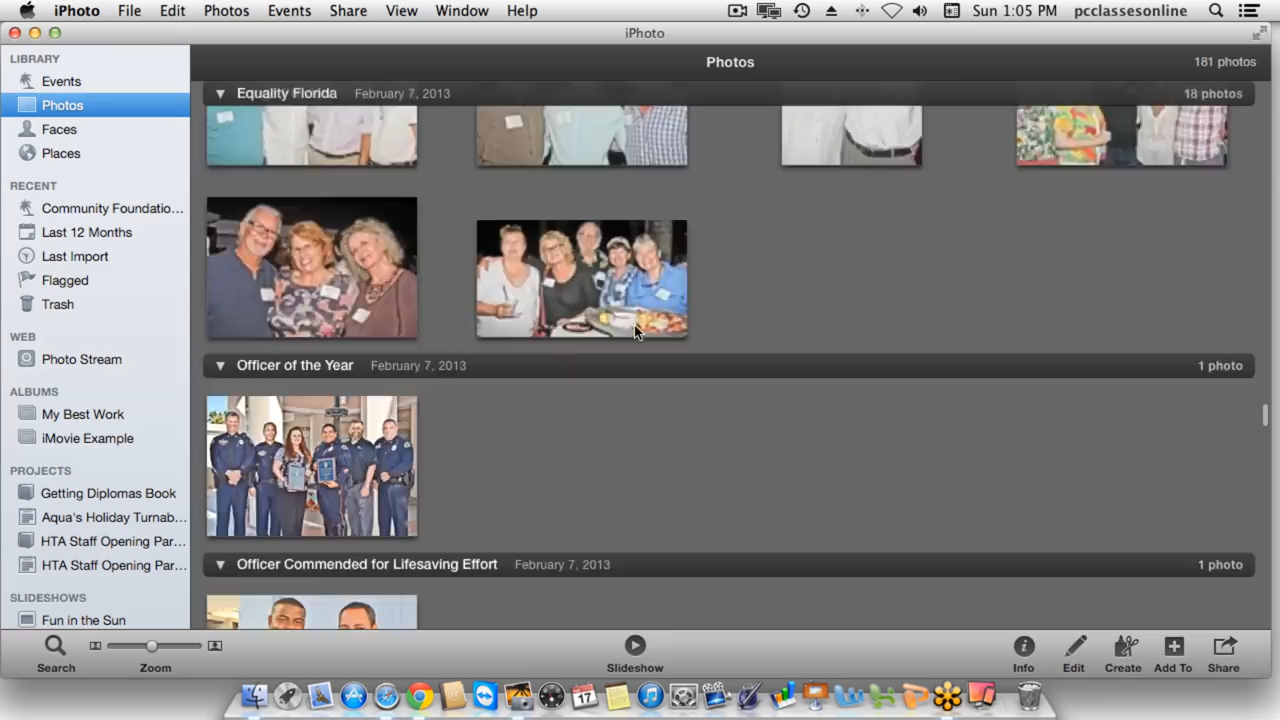 iPhoto File Edit Photos Events Share View Window Help Sun 1:05 PM pcclassesonline
iPhoto
LIBRARY
Events
Photos
Faces
Places
RECENT
Community Foundatio...
Last 12 Months
Last Import
Flagged
Trash
WEB
Photo Stream
ALBUMS
My Best Work
iMovie Example
PROJECTS
Getting Diplomas Book
Aqua's Holiday Turnab...
HTA Staff Opening Par...
HTA Staff Opening Par...
SLIDESHOWS
Fun in the Sun
Photos 181 photos
Equality Florida February 7, 2013 18 photos
Officer of the Year February 7, 2013 1 photo
Officer Commended for Lifesaving Effort February 7, 2013 1 photo
Search Zoom Slideshow Info Edit Create Add To Share
17